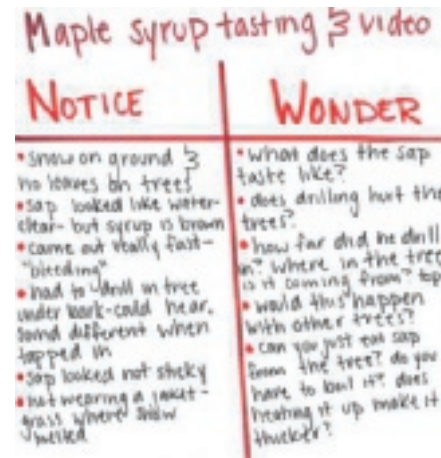 Maple syrup tasting & video
NOTICE
• snow on ground &
no leaves on trees
• sap looked like water-
clear- but syrup is brown
• came out really fast-
"bleeding"
• had to drill in tree
under bark-could hear.
sound different when
tapped in
• sap looked not sticky
• not wearing a jacket-
grass where snow
melted
WONDER
• what does the sap
taste like?
• does drilling hurt the
trees?
• how far did he drill
in? where in the tree
is it coming from? top
• would this happen
with other trees?
• can you just eat sap
from the tree? do you
have to boil it? does
heating it up make it
thicker?